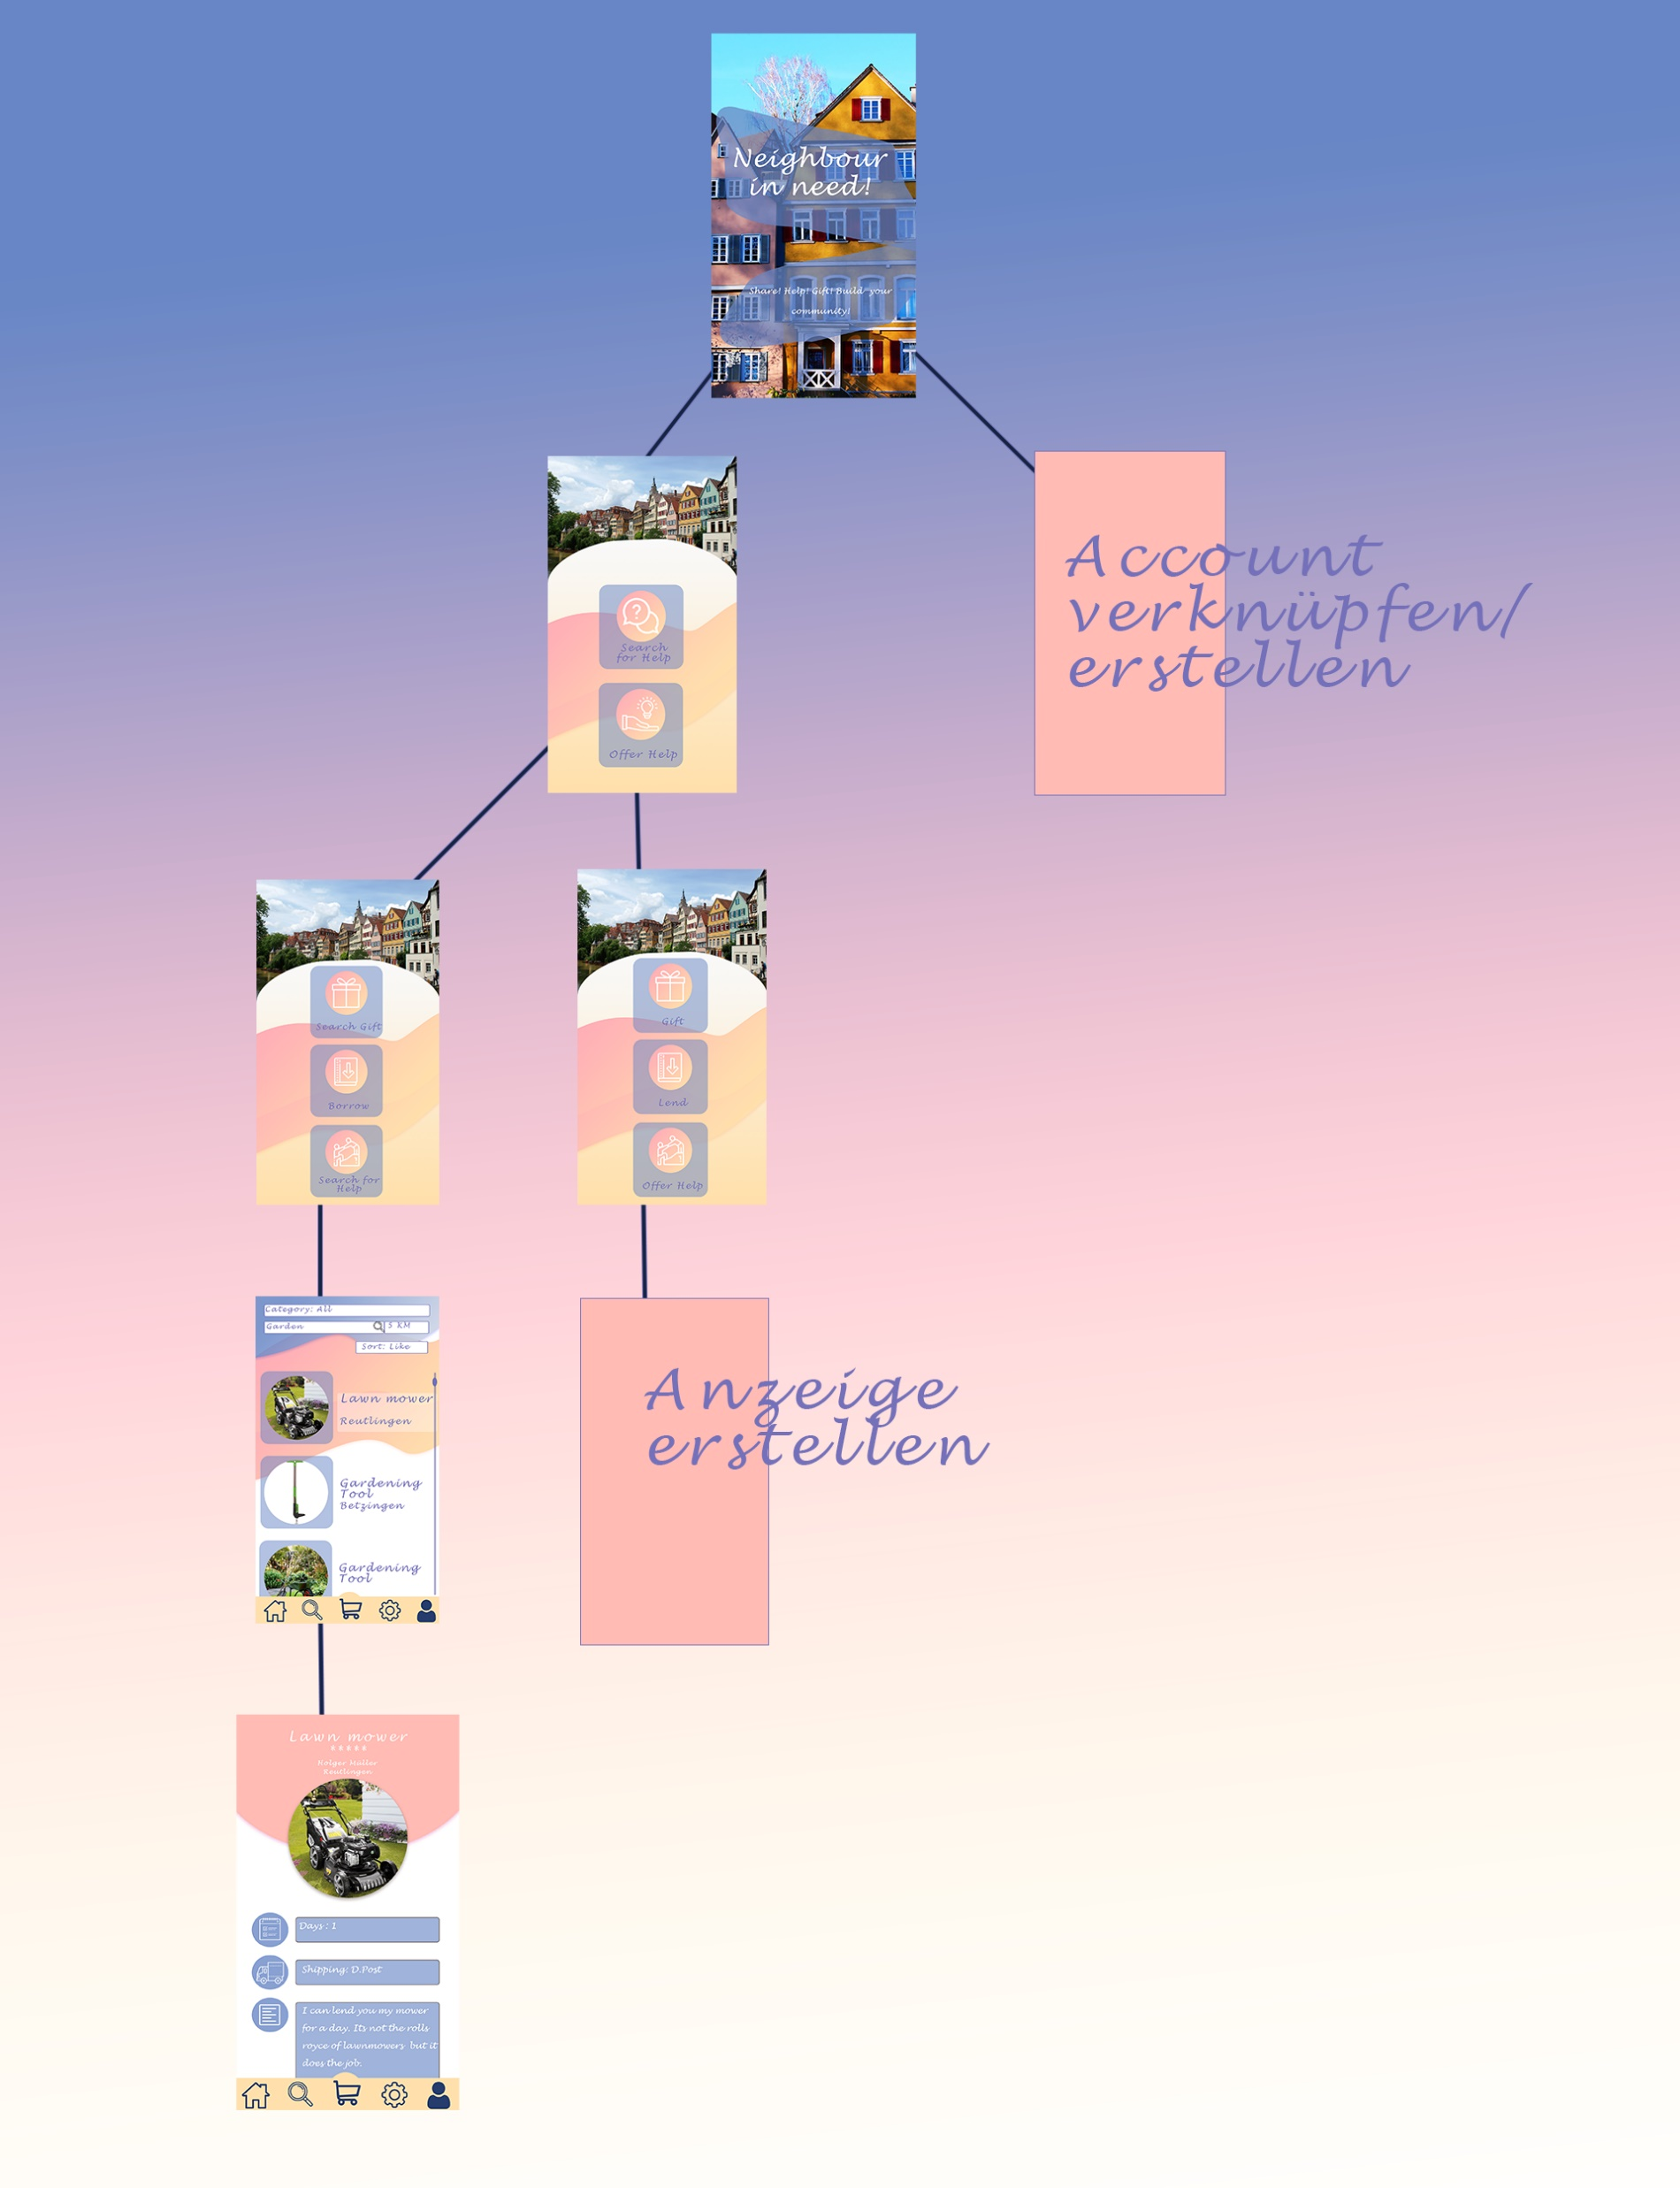 Neighbour
in need!
Share! Help! Gift! Build your
community!
Search
for Help
Offer Help
Account
verknüpfen/
erstellen
Search Gift
Borrow
Search for
Help
Gift
Lend
Offer Help
Category: All
Garden
5 KM
Sort: Like
Lawn mower
Reutlingen
Gardening
Tool
Betzingen
Gardening
Tool
Anzeige
erstellen
Lawn mower
Holger Müller
Reutlingen
Days : 1
Shipping: D.Post
I can lend you my mower
for a day. Its not the rolls
royce of lawnmowers but it
does the job.